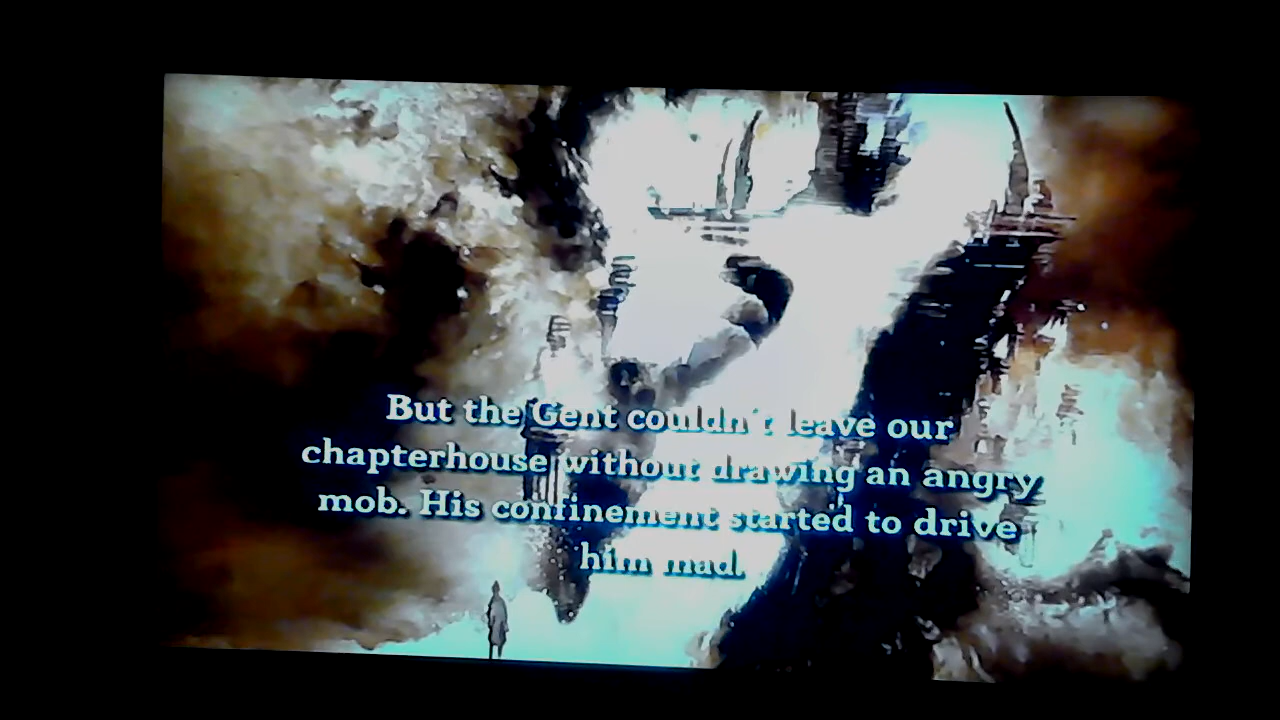 But the Gent couldn't leave our
chapterhouse without drawing an angry
mob. His confinement started to drive
him mad.